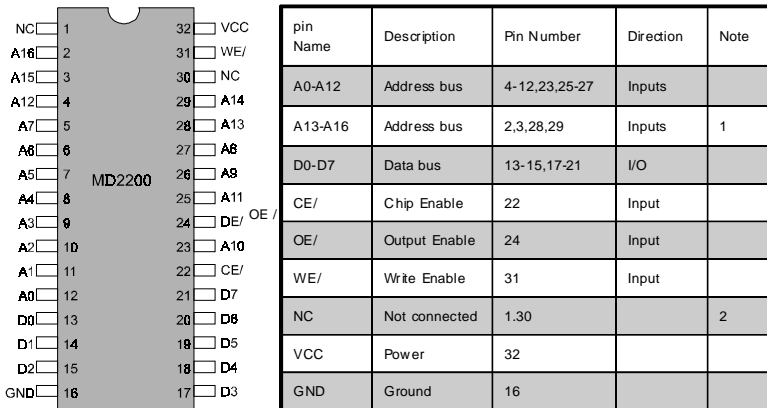 NC 1 32 VCC
A16 2 31 WE/
A15 3 30 NC
A12 4 29 A14
A7 5 28 A13
A6 6 27 A8
A5 7 26 A9
MD2200
A4 8 25 A11
A3 9 24 DE/ OE /
A2 10 23 A10
A1 11 22 CE/
A0 12 21 D7
D0 13 20 D6
D1 14 19 D5
D2 15 18 D4
GND 16 17 D3
pin Name Description Pin Number Direction Note
A0-A12 Address bus 4-12,23,25-27 Inputs
A13-A16 Address bus 2,3,28,29 Inputs 1
D0-D7 Data bus 13-15,17-21 I/O
CE/ Chip Enable 22 Input
OE/ Output Enable 24 Input
WE/ Write Enable 31 Input
NC Not connected 1.30 2
VCC Power 32
GND Ground 16